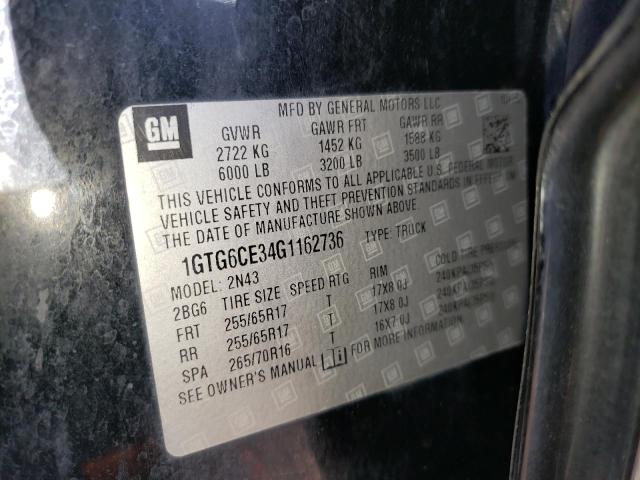 MFD BY GENERAL MOTORS LLC
GM
GVWR GAWR FRT GAWR RR
2722 KG 1452 KG 1588 KG
6000 LB 3200 LB 3500 LB
THIS VEHICLE CONFORMS TO ALL APPLICABLE U.S. FEDERAL MOTOR
VEHICLE SAFETY AND THEFT PREVENTION STANDARDS IN EFFECT ON
THE DATE OF MANUFACTURE SHOWN ABOVE
1GTG6CE34G1162736 TYPE: TRUCK
MODEL: 2N43
2BG6 TIRE SIZE SPEED RTG RIM COLD TIRE PRESSURE
FRT 255/65R17 T 17X8.0J 240KPA/35PSI
RR 255/65R17 T 17X8.0J 240KPA/35PSI
SPA 265/70R16 T 16X7.0J 240KPA/35PSI
SEE OWNER'S MANUAL FOR MORE INFORMATION